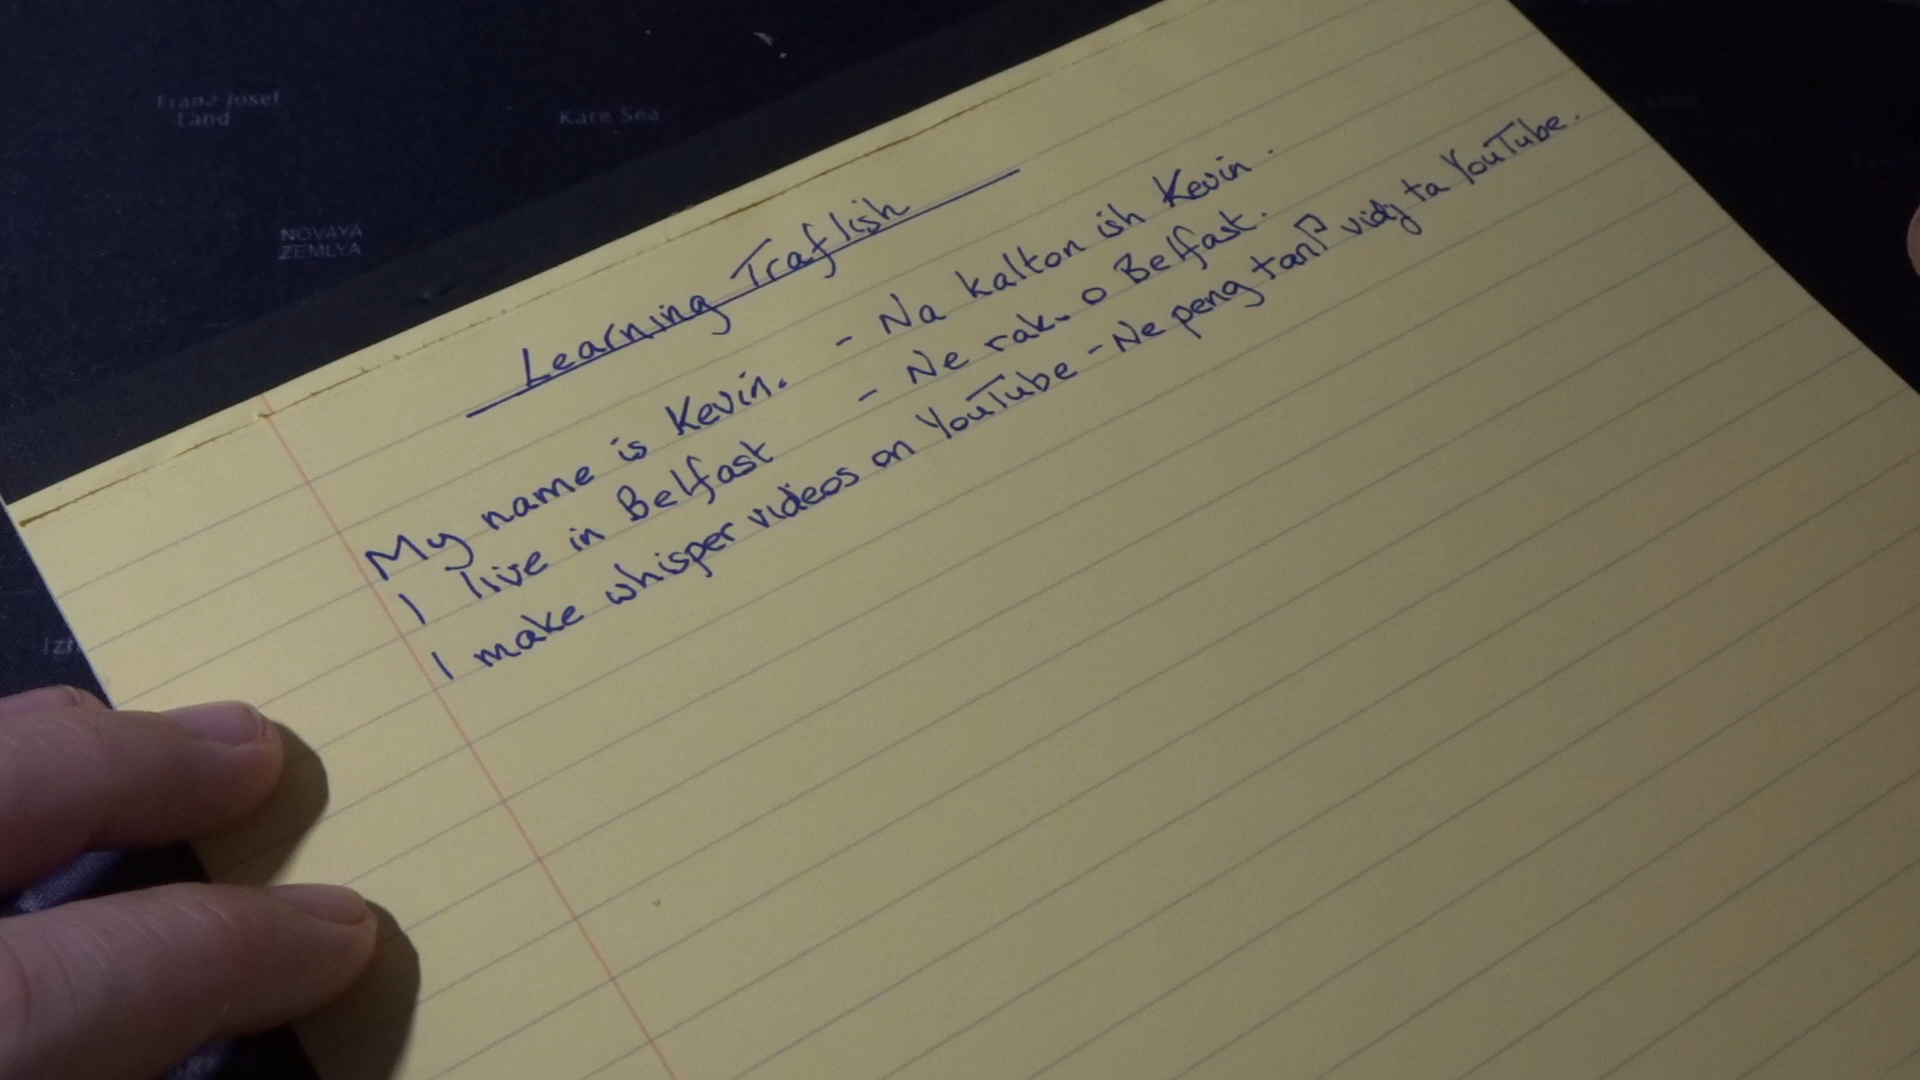 Franz Josef
Land
Kara Sea
NOVAYA
ZEMLYA
Learning Traflish
My name is Kevin. - Na kalton ish Kevin.
I live in Belfast - Ne rak o Belfast.
I make whisper videos on YouTube - Ne peng vidj ta YouTube.